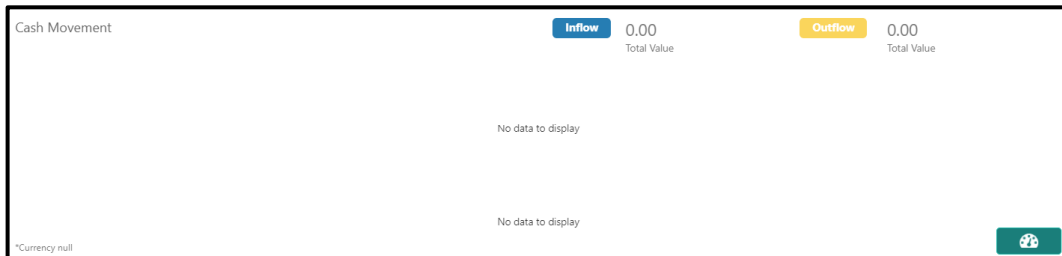 Cash Movement
Inflow 0.00
Total Value
Outflow 0.00
Total Value
No data to display
No data to display
*Currency null